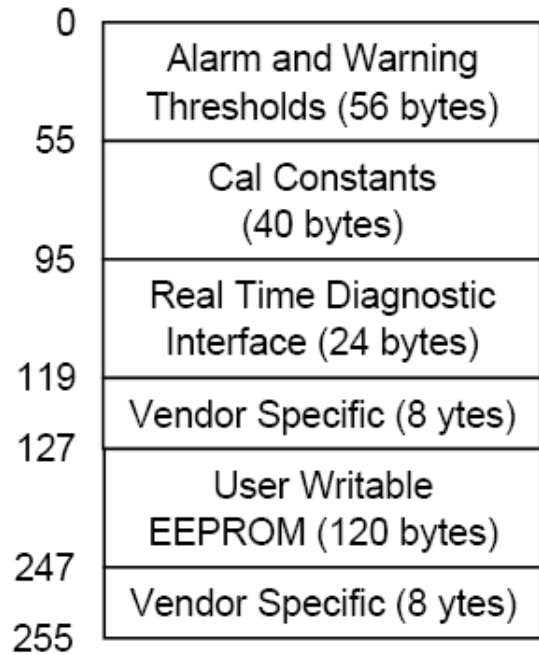 0
Alarm and Warning
Thresholds (56 bytes)
55
Cal Constants
(40 bytes)
95
Real Time Diagnostic
Interface (24 bytes)
119
Vendor Specific (8 ytes)
127
User Writable
EEPROM (120 bytes)
247
Vendor Specific (8 ytes)
255